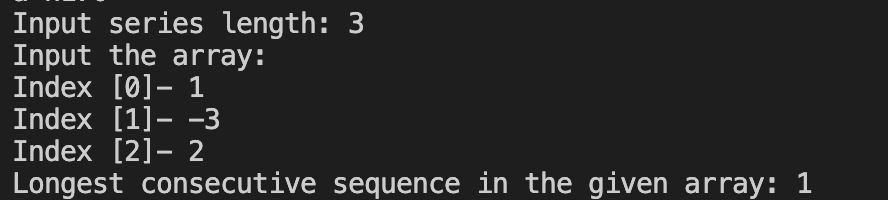 Input series length: 3
Input the array:
Index [0]- 1
Index [1]- -3
Index [2]- 2
Longest consecutive sequence in the given array: 1